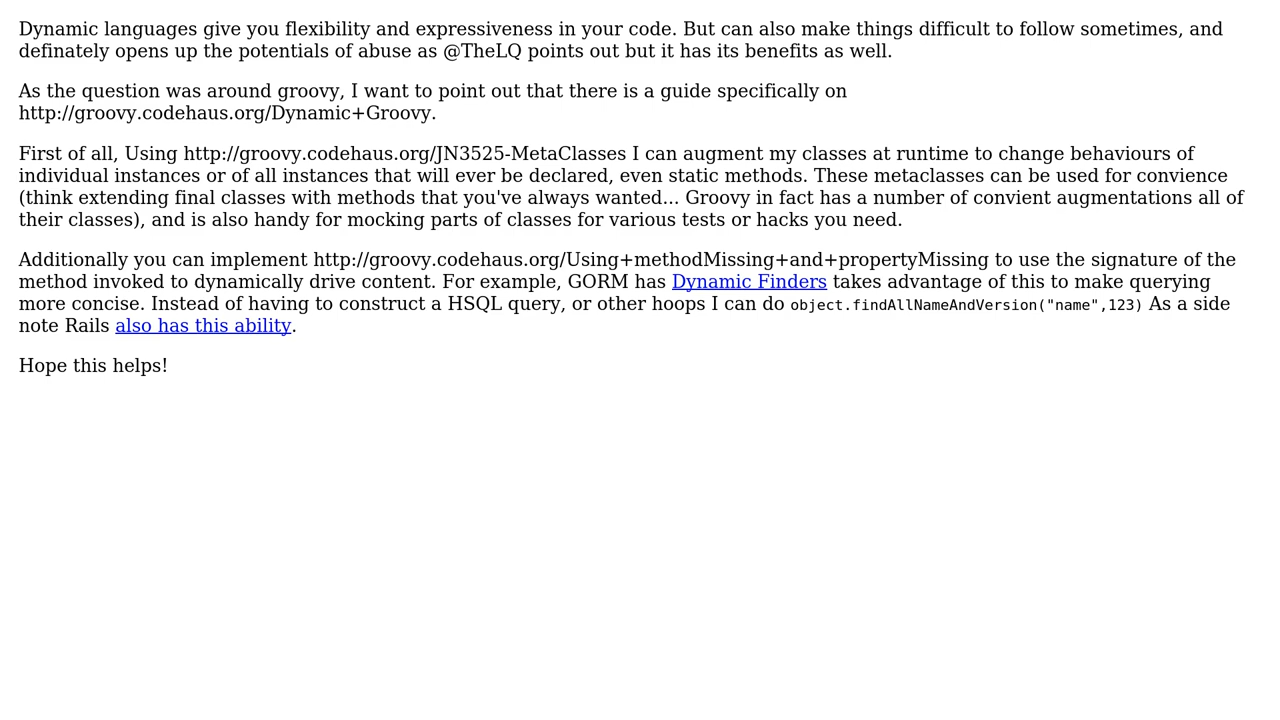 Dynamic languages give you flexibility and expressiveness in your code. But can also make things difficult to follow sometimes, and
definately opens up the potentials of abuse as @TheLQ points out but it has its benefits as well.
As the question was around groovy, I want to point out that there is a guide specifically on
http://groovy.codehaus.org/Dynamic+Groovy.
First of all, Using http://groovy.codehaus.org/JN3525-MetaClasses I can augment my classes at runtime to change behaviours of
individual instances or of all instances that will ever be declared, even static methods. These metaclasses can be used for convience
(think extending final classes with methods that you've always wanted... Groovy in fact has a number of convient augmentations all of
their classes), and is also handy for mocking parts of classes for various tests or hacks you need.
Additionally you can implement http://groovy.codehaus.org/Using+methodMissing+and+propertyMissing to use the signature of the
method invoked to dynamically drive content. For example, GORM has Dynamic Finders takes advantage of this to make querying
more concise. Instead of having to construct a HSQL query, or other hoops I can do object.findAllNameAndVersion("name",123) As a side
note Rails also has this ability.
Hope this helps!